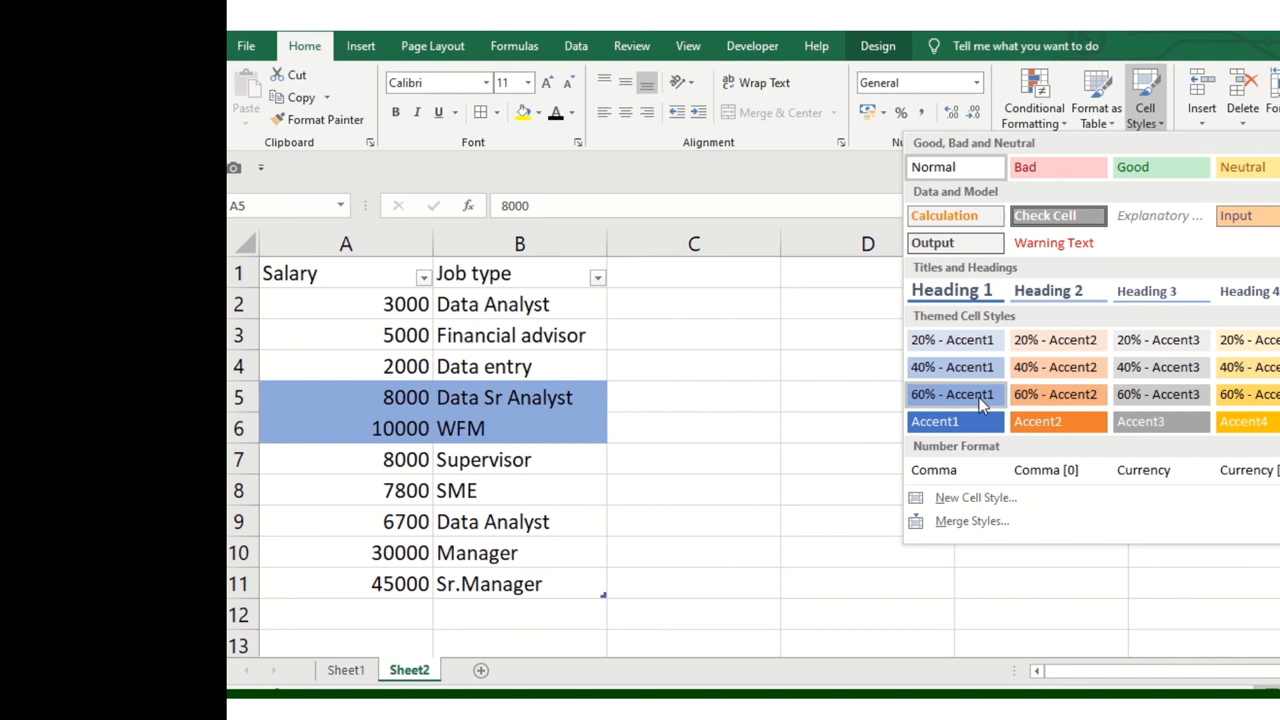 File Home Insert Page Layout Formulas Data Review View Developer Help Design Tell me what you want to do
Paste
Cut
Copy
Format Painter
Clipboard
Calibri 11 A A
B I U A
Font
Wrap Text
Merge & Center
Alignment
General
%
Conditional Formatting
Format as Table
Cell Styles
Insert
Delete
A5 fx 8000
A B C D
1 Salary Job type
2 3000 Data Analyst
3 5000 Financial advisor
4 2000 Data entry
5 8000 Data Sr Analyst
6 10000 WFM
7 8000 Supervisor
8 7800 SME
9 6700 Data Analyst
10 30000 Manager
11 45000 Sr.Manager
12
13
Good, Bad and Neutral
Normal Bad Good Neutral
Data and Model
Calculation Check Cell Explanatory ... Input
Output Warning Text
Titles and Headings
Heading 1 Heading 2 Heading 3 Heading 4
Themed Cell Styles
20% - Accent1 20% - Accent2 20% - Accent3 20% - Acce
40% - Accent1 40% - Accent2 40% - Accent3 40% - Acce
60% - Accent1 60% - Accent2 60% - Accent3 60% - Acce
Accent1 Accent2 Accent3 Accent4
Number Format
Comma Comma [0] Currency Currency [
New Cell Style...
Merge Styles...
Sheet1 Sheet2